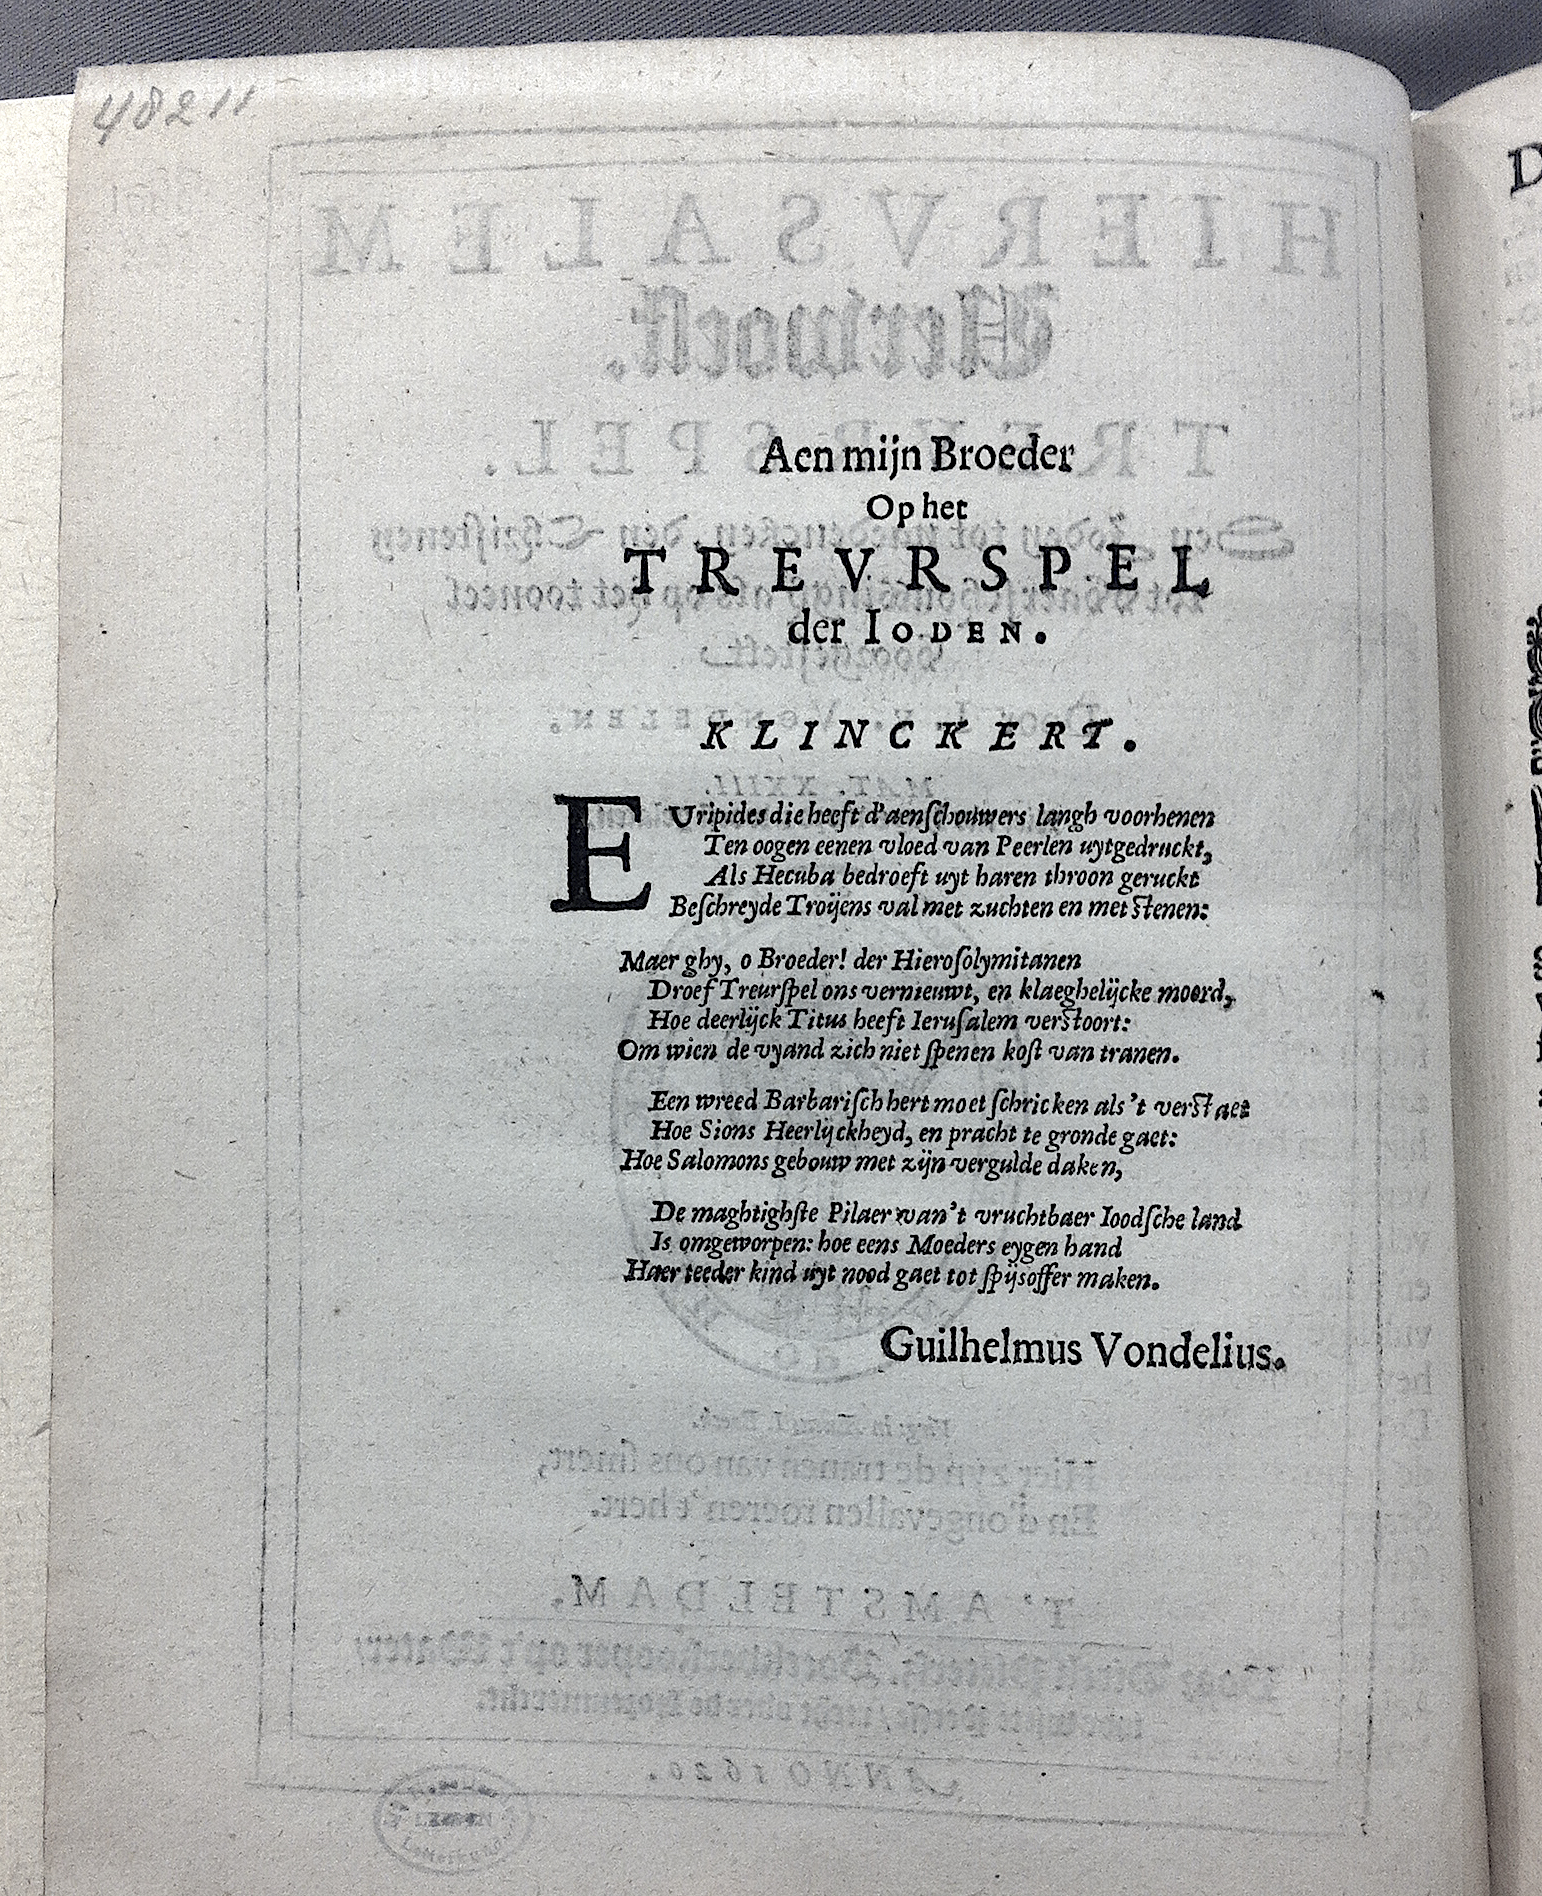 48211
Aen mijn Broeder
Op het
TREVRSPEL
der IODEN.
KLINCKERT.
EUripides die heeft d'aenſchouwers langh voorhenen
Ten oogen eenen vloed van Peerlen uytgedruckt,
Als Hecuba bedroeft uyt haren throon geruckt
Beſchreyde Troijens val met zuchten en met ſtenen:
Maer ghy, o Broeder! der Hieroſolymitanen
Droef Treurſpel ons vernieuwt, en klaeghelijcke moord,
Hoe deerlijck Titus heeft Ieruſalem verſtoort:
Om wien de vyand zich niet ſpenen koſt van tranen.
Een wreed Barbariſch hert moet ſchricken als 't verſtaet
Hoe Sions Heerlijckheyd, en pracht te gronde gaet:
Hoe Salomons gebouw met zijn vergulde daken,
De maghtighſte Pilaer van't vruchtbaer Ioodſche land
Is omgeworpen: hoe eens Moeders eygen hand
Haer teeder kind uyt nood gaet tot ſpijsoffer maken.
Guilhelmus Vondelius.